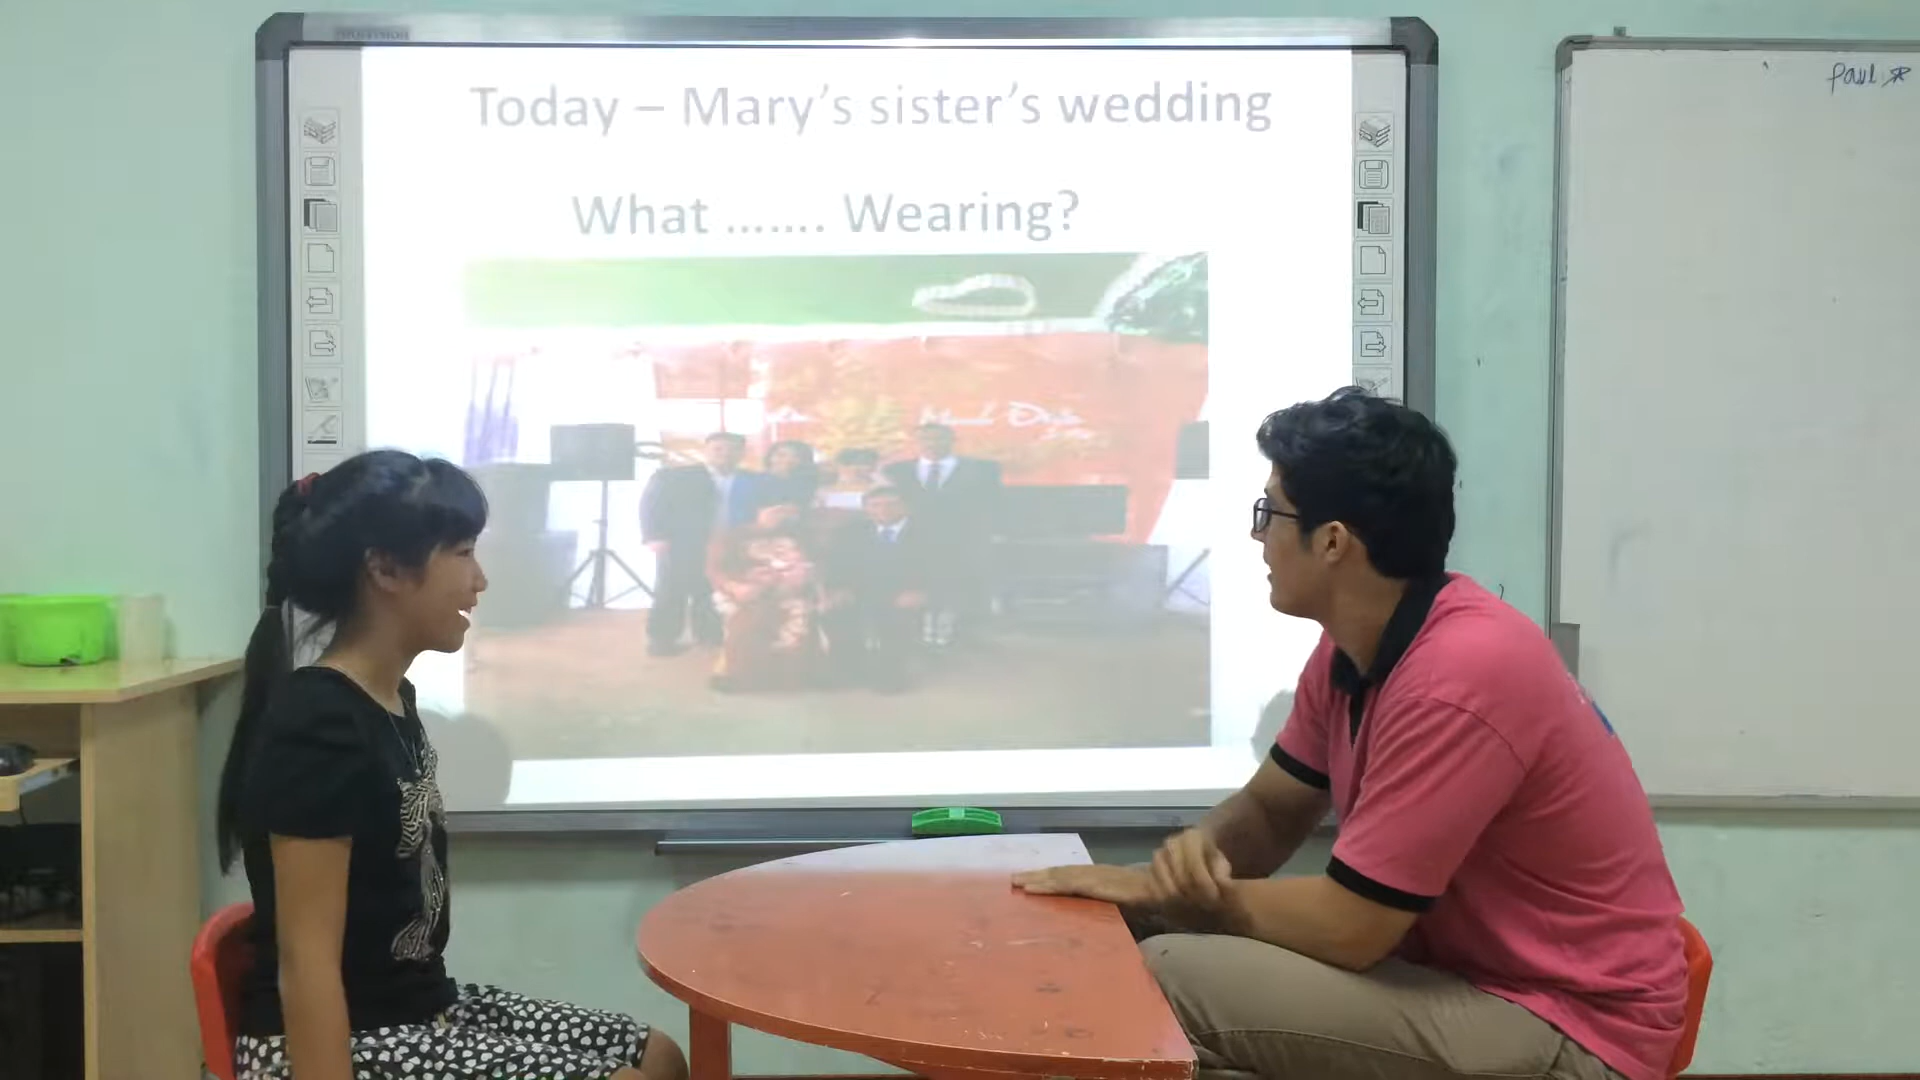 Today – Mary's sister's wedding
What ....... Wearing?
Paul